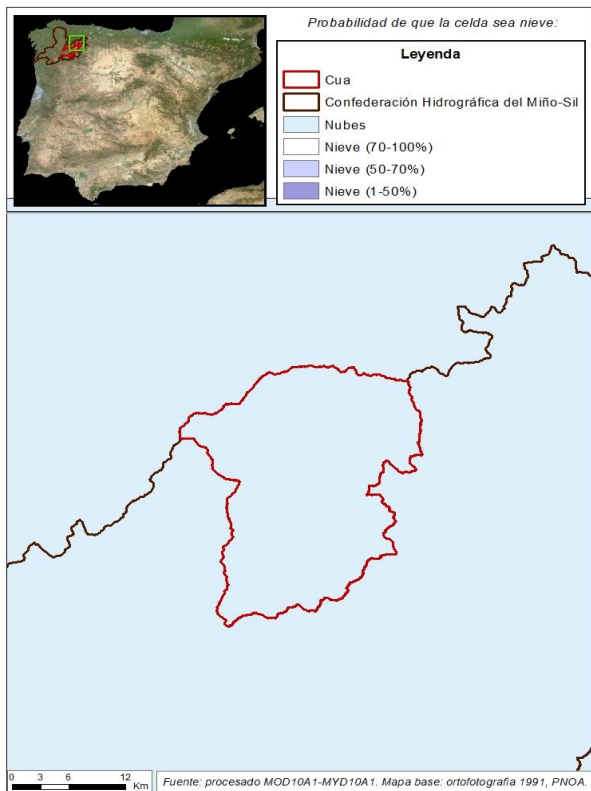 Probabilidad de que la celda sea nieve:
Leyenda
Cua
Confederación Hidrográfica del Miño-Sil
Nubes
Nieve (70-100%)
Nieve (50-70%)
Nieve (1-50%)
0 3 6 12
Km
Fuente: procesado MOD10A1-MYD10A1. Mapa base: ortofotografía 1991, PNOA.